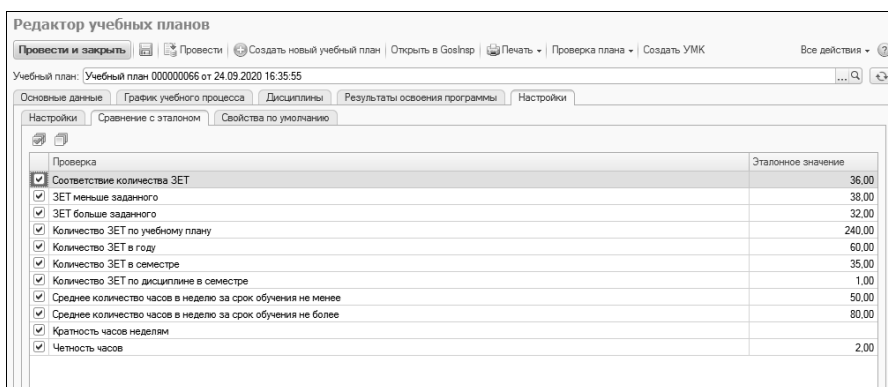 Редактор учебных планов
Провести и закрыть Провести Создать новый учебный план Открыть в GosInsp Печать Проверка плана Создать УМК Все действия ?
Учебный план: Учебный план 000000066 от 24.09.2020 16:35:55 ...
Основные данные График учебного процесса Дисциплины Результаты освоения программы Настройки
Настройки Сравнение с эталоном Свойства по умолчанию
Проверка Эталонное значение
Соответствие количества ЗЕТ 36,00
ЗЕТ меньше заданного 38,00
ЗЕТ больше заданного 32,00
Количество ЗЕТ по учебному плану 240,00
Количество ЗЕТ в году 60,00
Количество ЗЕТ в семестре 35,00
Количество ЗЕТ по дисциплине в семестре 1,00
Среднее количество часов в неделю за срок обучения не менее 50,00
Среднее количество часов в неделю за срок обучения не более 80,00
Кратность часов неделям
Четность часов 2,00